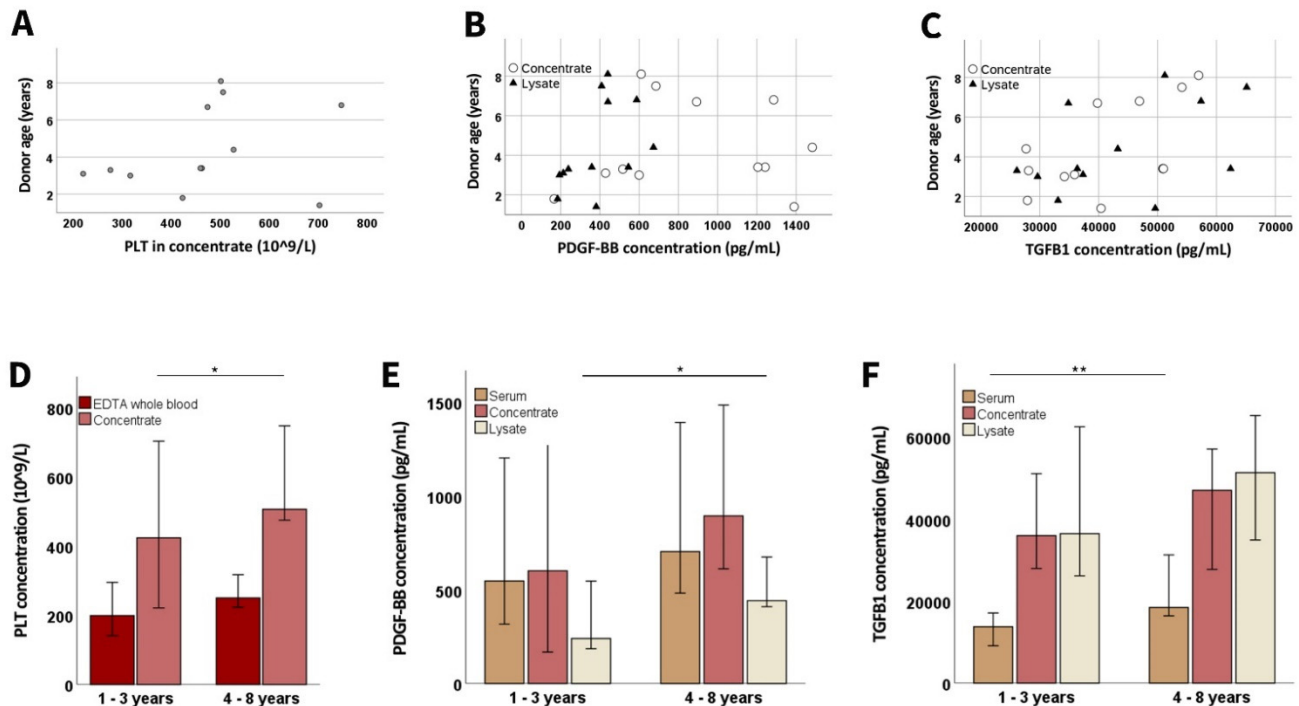 A
Donor age (years)
8
6
4
2
200 300 400 500 600 700 800
PLT in concentrate (10^9/L)
B
Donor age (years)
Concentrate
Lysate
8
6
4
2
0 200 400 600 800 1000 1200 1400
PDGF-BB concentration (pg/mL)
C
Donor age (years)
Concentrate
Lysate
8
6
4
2
20000 30000 40000 50000 60000 70000
TGFB1 concentration (pg/mL)
D
*
PLT concentration (10^9/L)
EDTA whole blood
Concentrate
800
600
400
200
0
1 - 3 years 4 - 8 years
E
*
PDGF-BB concentration (pg/mL)
Serum
Concentrate
Lysate
1500
1000
500
0
1 - 3 years 4 - 8 years
F
**
TGFB1 concentration (pg/mL)
Serum
Concentrate
Lysate
60000
40000
20000
0
1 - 3 years 4 - 8 years